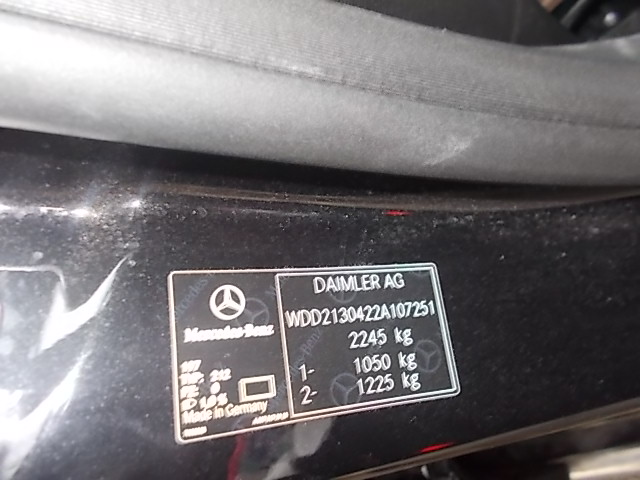 DAIMLER AG
WDD2130422A107251
2245 kg
1- 1050 kg
2- 1225 kg
Mercedes-Benz
Made in Germany